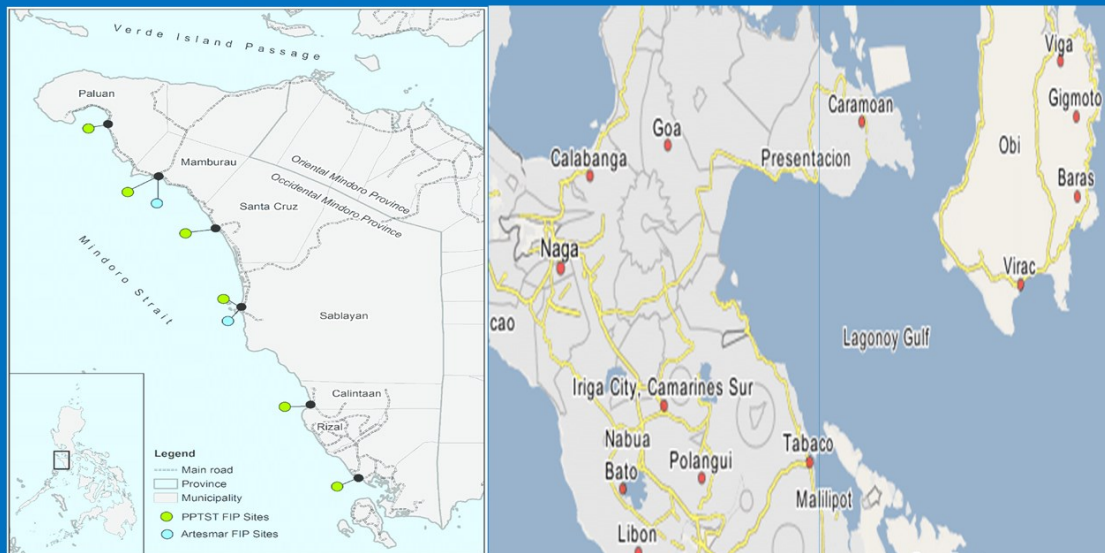 Verde Island Passage
Paluan
Mamburau
Oriental Mindoro Province
Occidental Mindoro Province
Santa Cruz
Mindoro Strait
Sablayan
Calintaan
Rizal
Legend
Main road
Province
Municipality
PPTST FIP Sites
Artesmar FIP Sites
Viga
Gigmoto
Caramoan
Goa
Calabanga
Presentacion
Obi
Baras
Naga
Virac
cao
Lagonoy Gulf
Iriga City, Camarines Sur
Nabua
Tabaco
Bato
Polangui
Malilipot
Libon